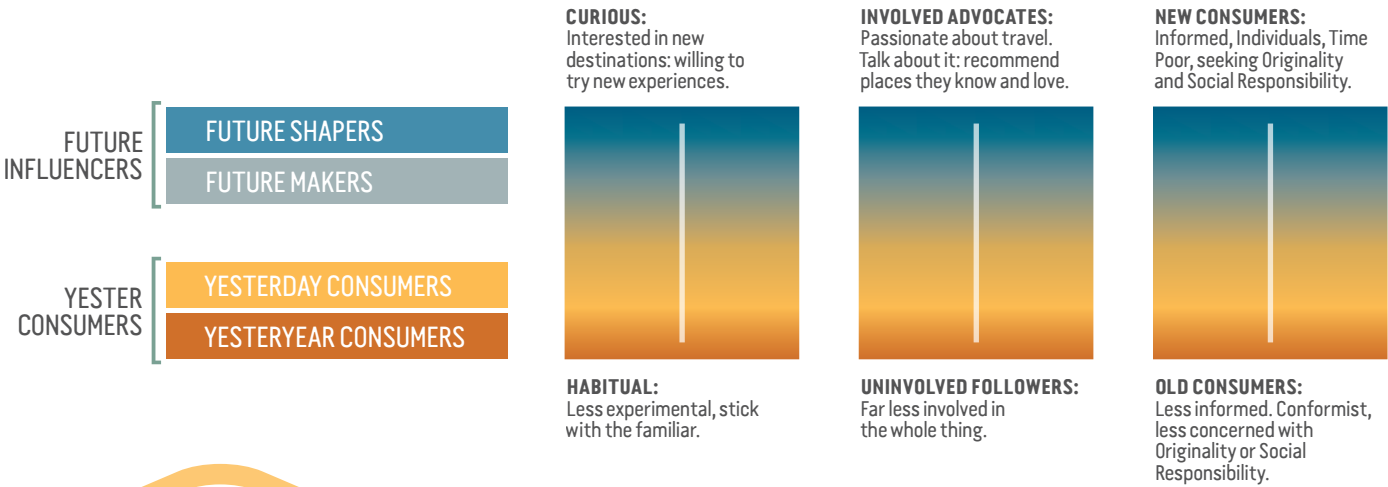 FUTURE
INFLUENCERS
FUTURE SHAPERS
FUTURE MAKERS
YESTER
CONSUMERS
YESTERDAY CONSUMERS
YESTERYEAR CONSUMERS
CURIOUS:
Interested in new
destinations: willing to
try new experiences.
HABITUAL:
Less experimental, stick
with the familiar.
INVOLVED ADVOCATES:
Passionate about travel.
Talk about it: recommend
places they know and love.
UNINVOLVED FOLLOWERS:
Far less involved in
the whole thing.
NEW CONSUMERS:
Informed, Individuals, Time
Poor, seeking Originality
and Social Responsibility.
OLD CONSUMERS:
Less informed. Conformist,
less concerned with
Originality or Social
Responsibility.